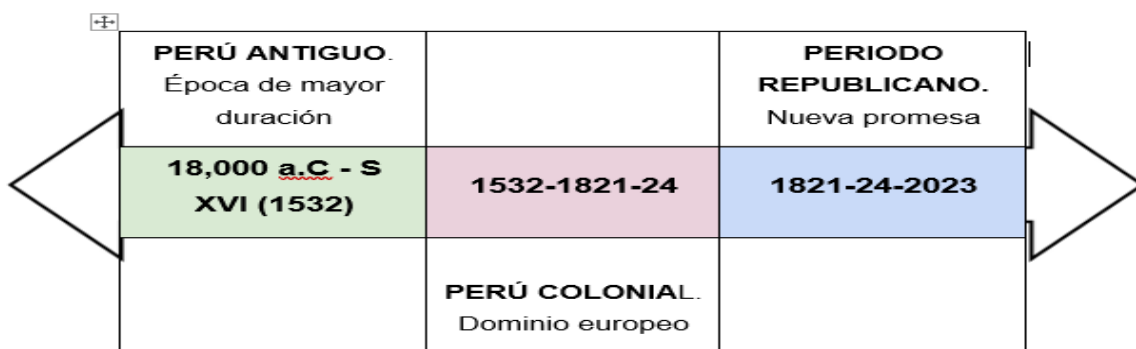 PERÚ ANTIGUO.
Época de mayor
duración
PERIODO
REPUBLICANO.
Nueva promesa
18,000 a.C - S
XVI (1532)
1532-1821-24
1821-24-2023
PERÚ COLONIAL.
Dominio europeo